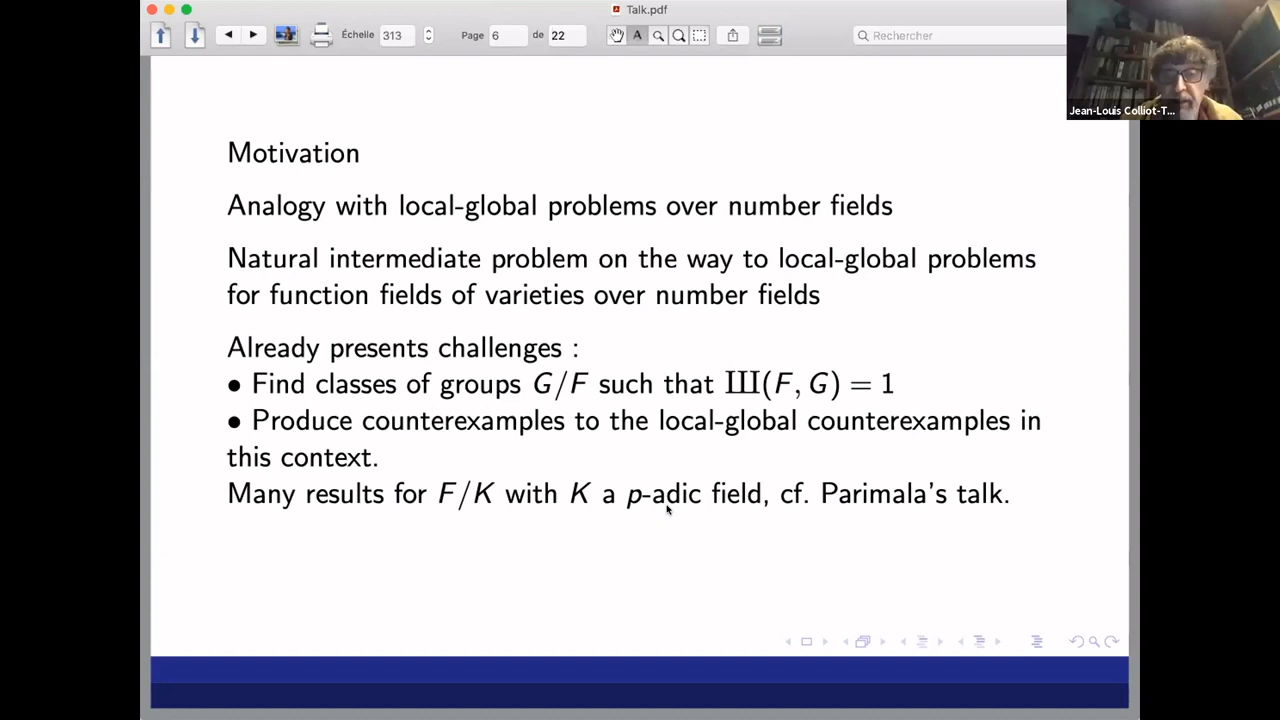 Talk.pdf
Échelle 313 Page 6 de 22 Rechercher
Jean-Louis Colliot-T...
Motivation
Analogy with local-global problems over number fields
Natural intermediate problem on the way to local-global problems
for function fields of varieties over number fields
Already presents challenges :
• Find classes of groups G/F such that Ш(F, G) = 1
• Produce counterexamples to the local-global counterexamples in
this context.
Many results for F/K with K a p-adic field, cf. Parimala's talk.